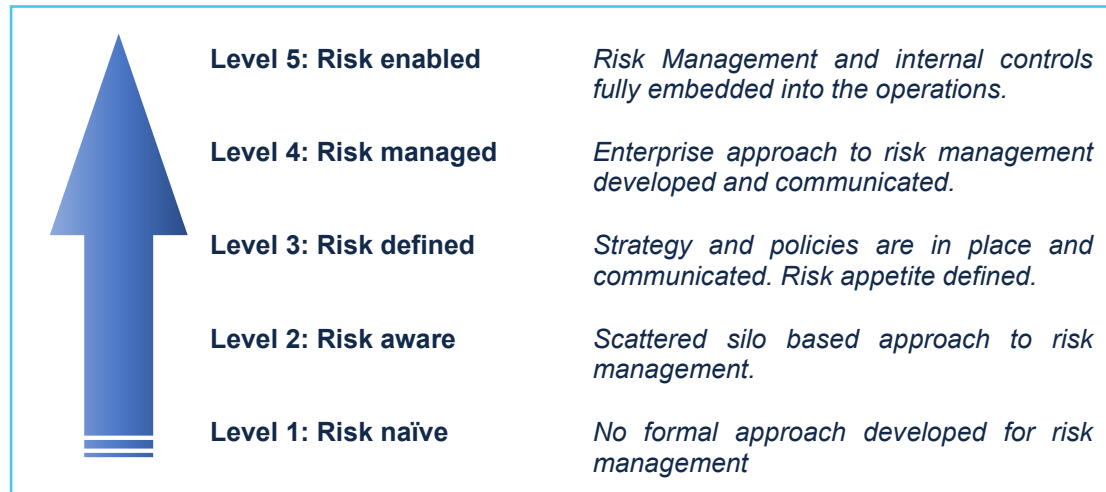 Level 5: Risk enabled
Risk Management and internal controls
fully embedded into the operations.
Level 4: Risk managed
Enterprise approach to risk management
developed and communicated.
Level 3: Risk defined
Strategy and policies are in place and
communicated. Risk appetite defined.
Level 2: Risk aware
Scattered silo based approach to risk
management.
Level 1: Risk naïve
No formal approach developed for risk
management